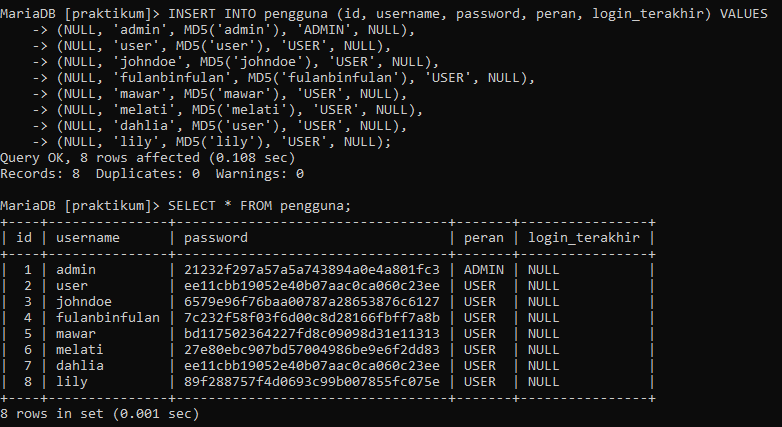 MariaDB [praktikum]> INSERT INTO pengguna (id, username, password, peran, login_terakhir) VALUES
    -> (NULL, 'admin', MD5('admin'), 'ADMIN', NULL),
    -> (NULL, 'user', MD5('user'), 'USER', NULL),
    -> (NULL, 'johndoe', MD5('johndoe'), 'USER', NULL),
    -> (NULL, 'fulanbinfulan', MD5('fulanbinfulan'), 'USER', NULL),
    -> (NULL, 'mawar', MD5('mawar'), 'USER', NULL),
    -> (NULL, 'melati', MD5('melati'), 'USER', NULL),
    -> (NULL, 'dahlia', MD5('user'), 'USER', NULL),
    -> (NULL, 'lily', MD5('lily'), 'USER', NULL);
Query OK, 8 rows affected (0.108 sec)
Records: 8  Duplicates: 0  Warnings: 0
MariaDB [praktikum]> SELECT * FROM pengguna;
+----+---------------+----------------------------------+-------+----------------+
| id | username      | password                         | peran | login_terakhir |
+----+---------------+----------------------------------+-------+----------------+
|  1 | admin         | 21232f297a57a5a743894a0e4a801fc3 | ADMIN | NULL           |
|  2 | user          | ee11cbb19052e40b07aac0ca060c23ee | USER  | NULL           |
|  3 | johndoe       | 6579e96f76baa00787a28653876c6127 | USER  | NULL           |
|  4 | fulanbinfulan | 7c232f58f03f6d00c8d28166fbff7a8b | USER  | NULL           |
|  5 | mawar         | bd117502364227fd8c09098d31e11313 | USER  | NULL           |
|  6 | melati        | 27e80ebc907bd57004986be9e6f2dd83 | USER  | NULL           |
|  7 | dahlia        | ee11cbb19052e40b07aac0ca060c23ee | USER  | NULL           |
|  8 | lily          | 89f288757f4d0693c99b007855fc075e | USER  | NULL           |
+----+---------------+----------------------------------+-------+----------------+
8 rows in set (0.001 sec)